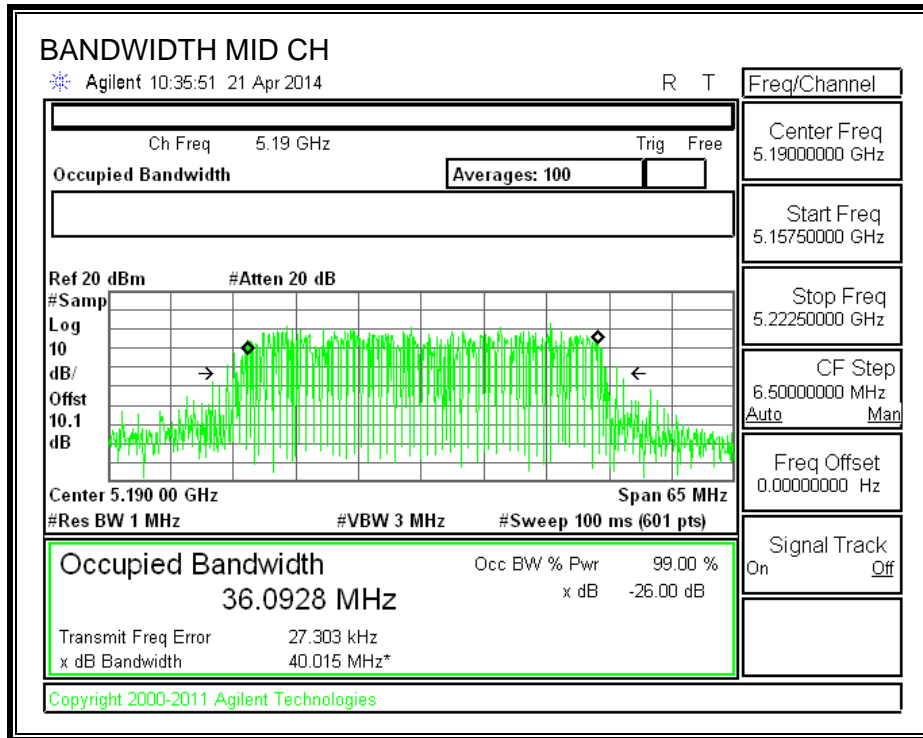 BANDWIDTH MID CH
Agilent 10:35:51 21 Apr 2014 R T
Freq/Channel
Ch Freq 5.19 GHz Trig Free
Occupied Bandwidth Averages: 100
Center Freq
5.19000000 GHz
Start Freq
5.15750000 GHz
Stop Freq
5.22250000 GHz
CF Step
6.50000000 MHz
Auto Man
Freq Offset
0.00000000 Hz
Signal Track
On Off
Ref 20 dBm #Atten 20 dB
#Samp
Log
10
dB/
Offst
10.1
dB
Center 5.190 00 GHz Span 65 MHz
#Res BW 1 MHz #VBW 3 MHz #Sweep 100 ms (601 pts)
Occupied Bandwidth
36.0928 MHz
Occ BW % Pwr 99.00 %
x dB -26.00 dB
Transmit Freq Error 27.303 kHz
x dB Bandwidth 40.015 MHz*
Copyright 2000-2011 Agilent Technologies